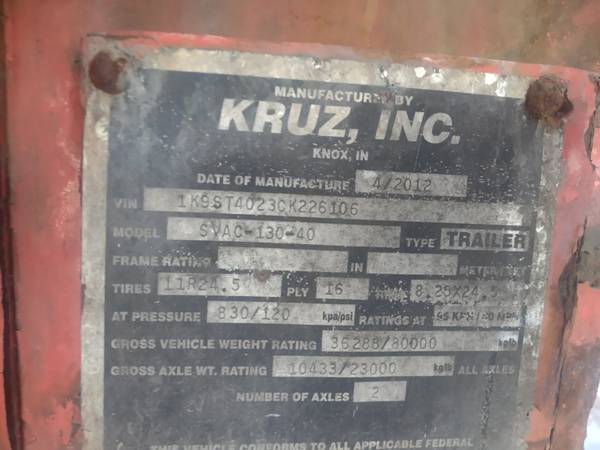 MANUFACTURED BY
KRUZ, INC.
KNOX, IN
DATE OF MANUFACTURE 4/2012
VIN 1K9ST4023CK226106
MODEL SVAC-130-40 TYPE TRAILER
FRAME RATING IN
TIRES 11R24.5 PLY 16 RIMS 8.25X24.5
AT PRESSURE 830/120 kpa/psi RATINGS AT
GROSS VEHICLE WEIGHT RATING 36288/80000 kg/lb
GROSS AXLE WT. RATING 10433/23000 kg/lb ALL AXLES
NUMBER OF AXLES 2
THIS VEHICLE CONFORMS TO ALL APPLICABLE FEDERAL